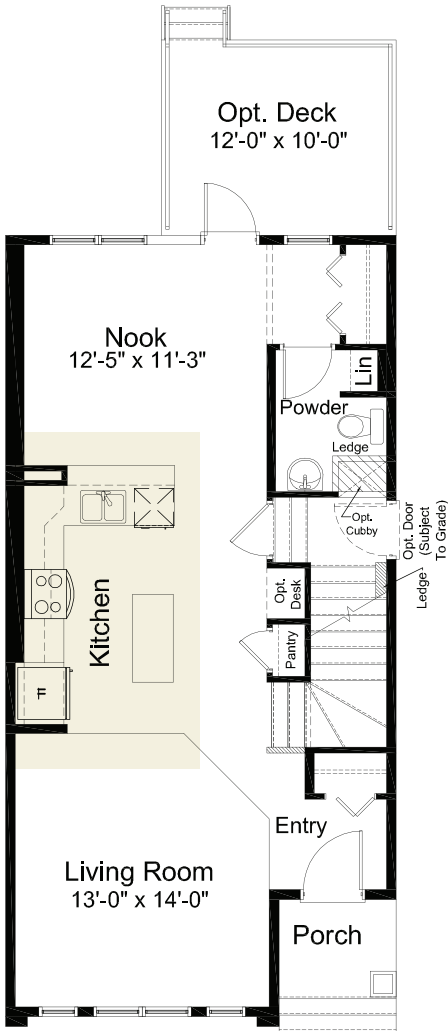 Opt. Deck
12'-0" x 10'-0"
Nook
12'-5" x 11'-3"
Lin
Powder
Ledge
Opt.
Cubby
Opt. Door
(Subject
To Grade)
Ledge
Opt.
Desk
Kitchen
Pantry
Entry
Living Room
13'-0" x 14'-0"
Porch